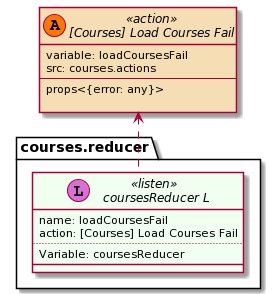 A
«action»
[Courses] Load Courses Fail
variable: loadCoursesFail
src: courses.actions
props<{error: any}>
courses.reducer
L
«listen»
coursesReducer L
name: loadCoursesFail
action: [Courses] Load Courses Fail
Variable: coursesReducer